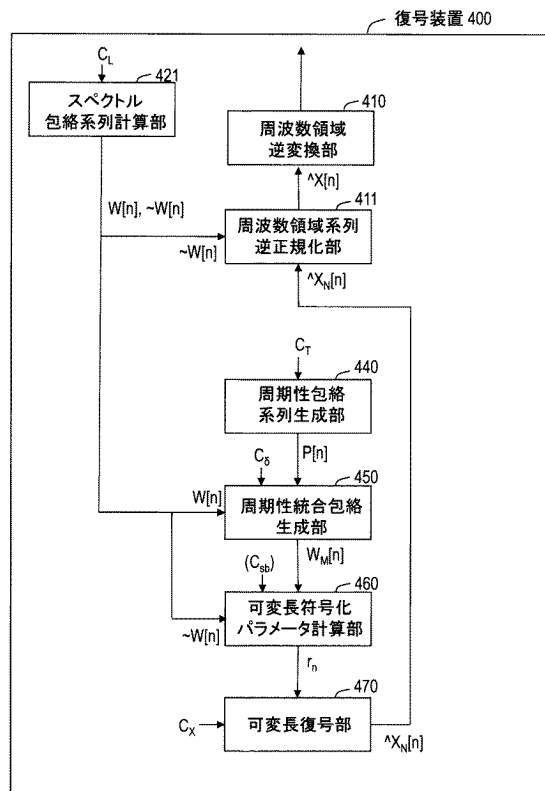 復号装置 400
C_L
421
スペクトル
包絡系列計算部
410
周波数領域
逆変換部
^X[n]
W[n], ~W[n]
411
周波数領域系列
逆正規化部
~W[n]
^X_N[n]
C_T
440
周期性包絡
系列生成部
C_δ
P[n]
450
W[n]
周期性統合包絡
生成部
W_M[n]
(C_sb)
460
可変長符号化
パラメータ計算部
~W[n]
r_n
470
C_X
可変長復号部
^X_N[n]